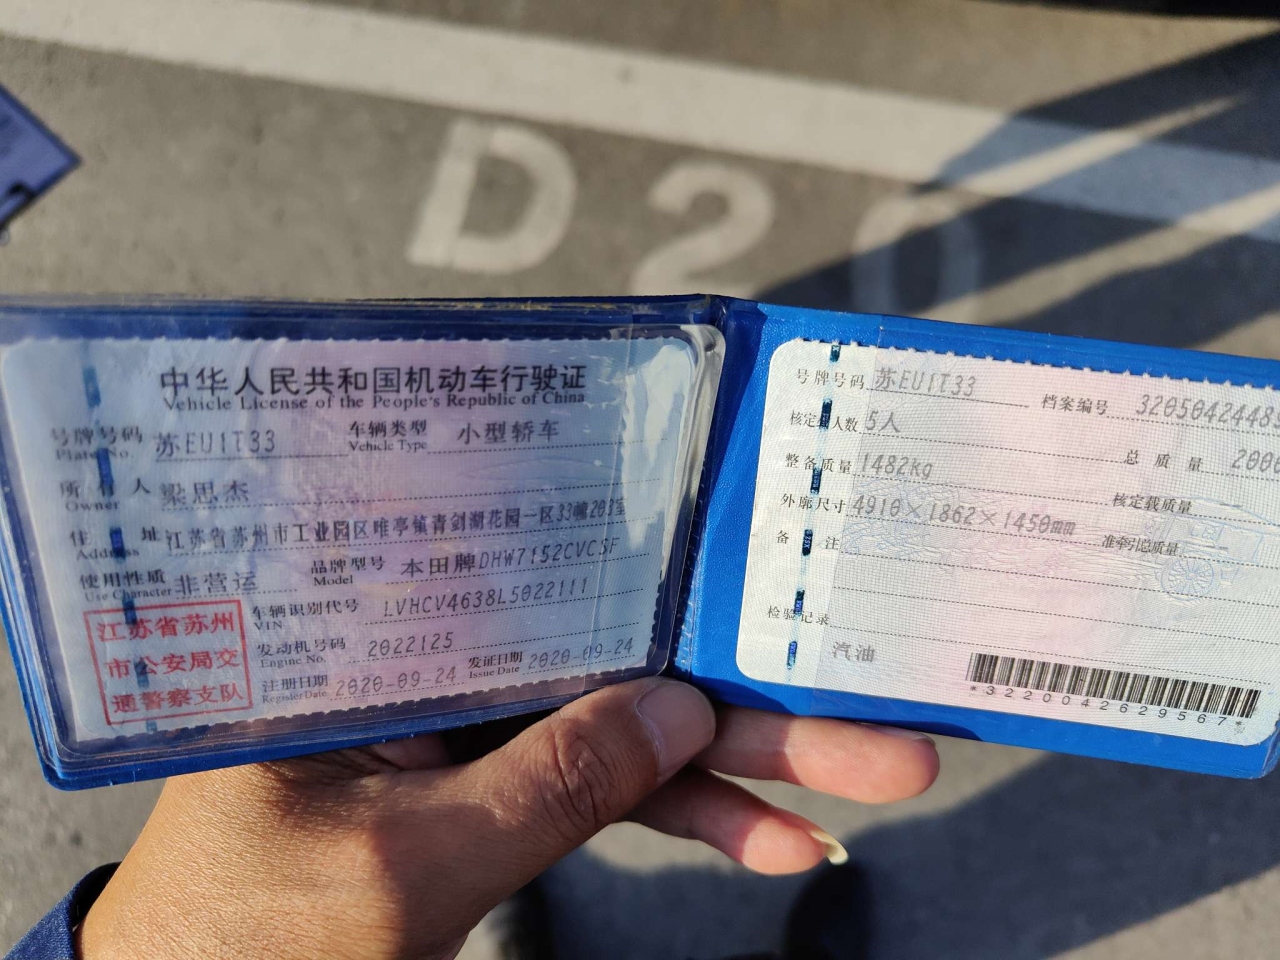 D20
中华人民共和国机动车行驶证
Vehicle License of the People's Republic of China
号牌号码 苏EU1T33 车辆类型 小型轿车
Plate No. Vehicle Type
所有人 梁思杰
Owner
住址 江苏省苏州市工业园区唯亭镇青剑湖花园一区33幢203室
Address
使用性质 非营运 品牌型号 本田牌DHW7152CVCSF
Use Character Model
江苏省苏州
市公安局交
通警察支队
车辆识别代号 LVHCV4638L5022111
VIN
发动机号码 2022125
Engine No.
注册日期 2020-09-24 发证日期 2020-09-24
Register Date Issue Date
号牌号码 苏EU1T33 档案编号 3205042448
核定载人数 5人 总质量 200
整备质量 1482kg 核定载质量
外廓尺寸 4910×1862×1450mm 准牵引总质量
备注
检验记录
汽油
*3220042629567*